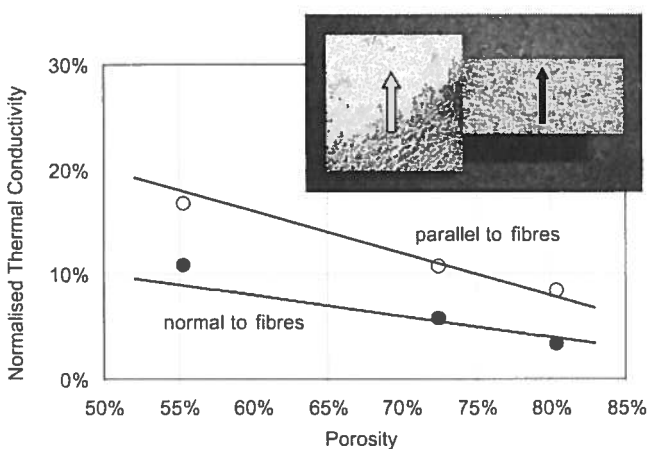 Normalised Thermal Conductivity
30%
20%
10%
0%
parallel to fibres
normal to fibres
50% 55% 60% 65% 70% 75% 80% 85%
Porosity